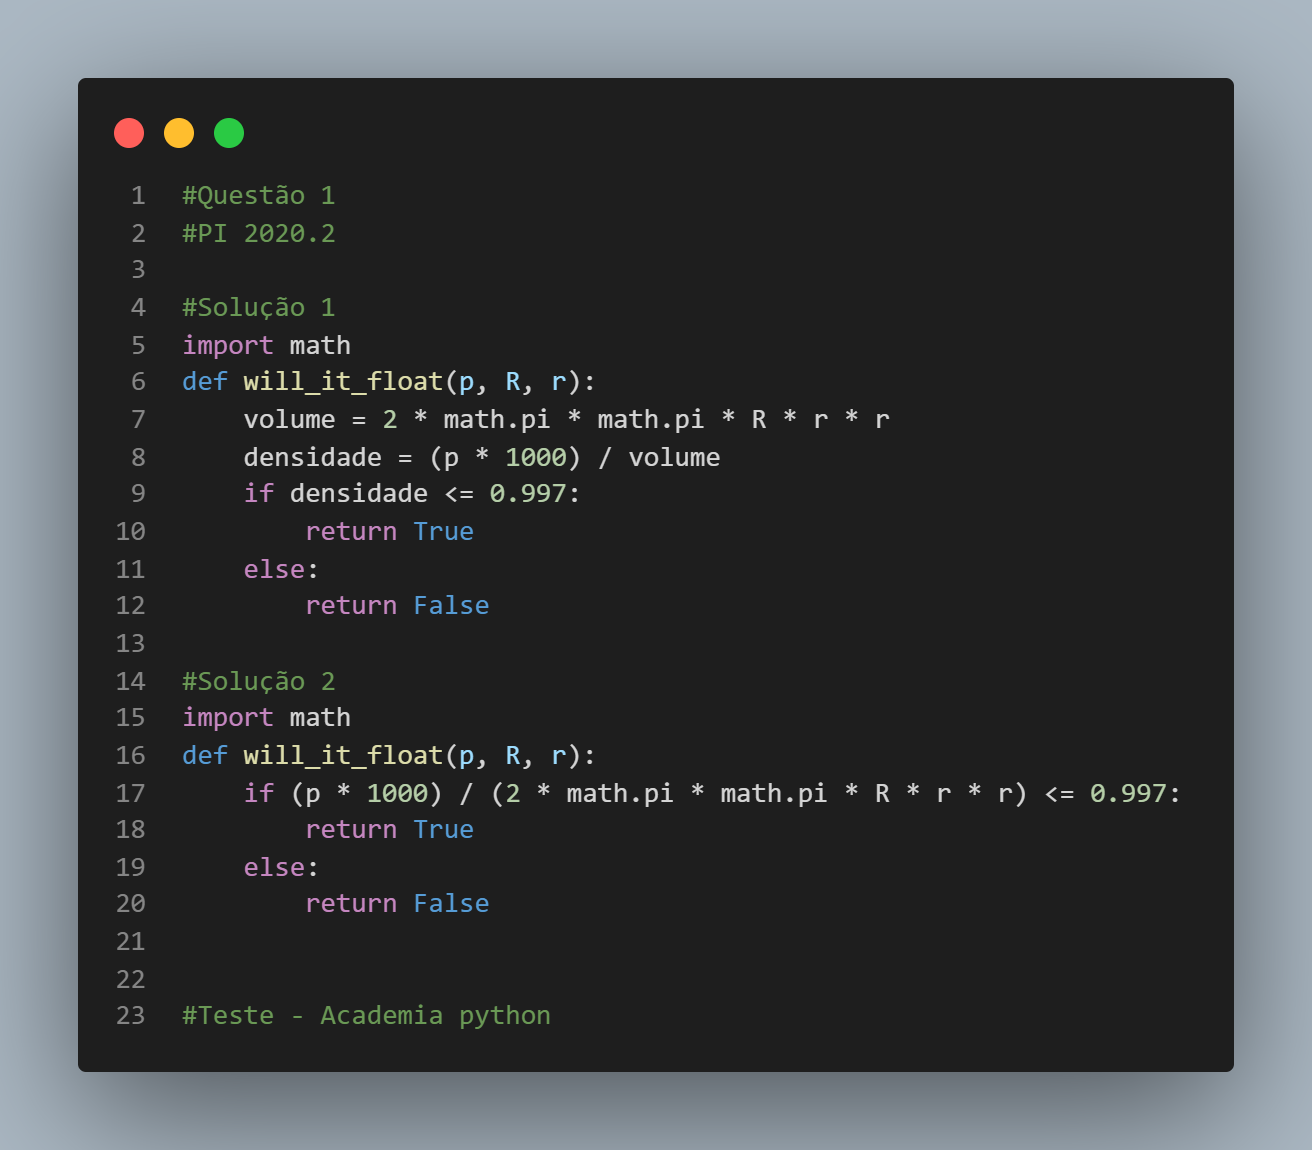 1 #Questão 1
2 #PI 2020.2
3
4 #Solução 1
5 import math
6 def will_it_float(p, R, r):
7     volume = 2 * math.pi * math.pi * R * r * r
8     densidade = (p * 1000) / volume
9     if densidade <= 0.997:
10         return True
11     else:
12         return False
13
14 #Solução 2
15 import math
16 def will_it_float(p, R, r):
17     if (p * 1000) / (2 * math.pi * math.pi * R * r * r) <= 0.997:
18         return True
19     else:
20         return False
21
22
23 #Teste - Academia python